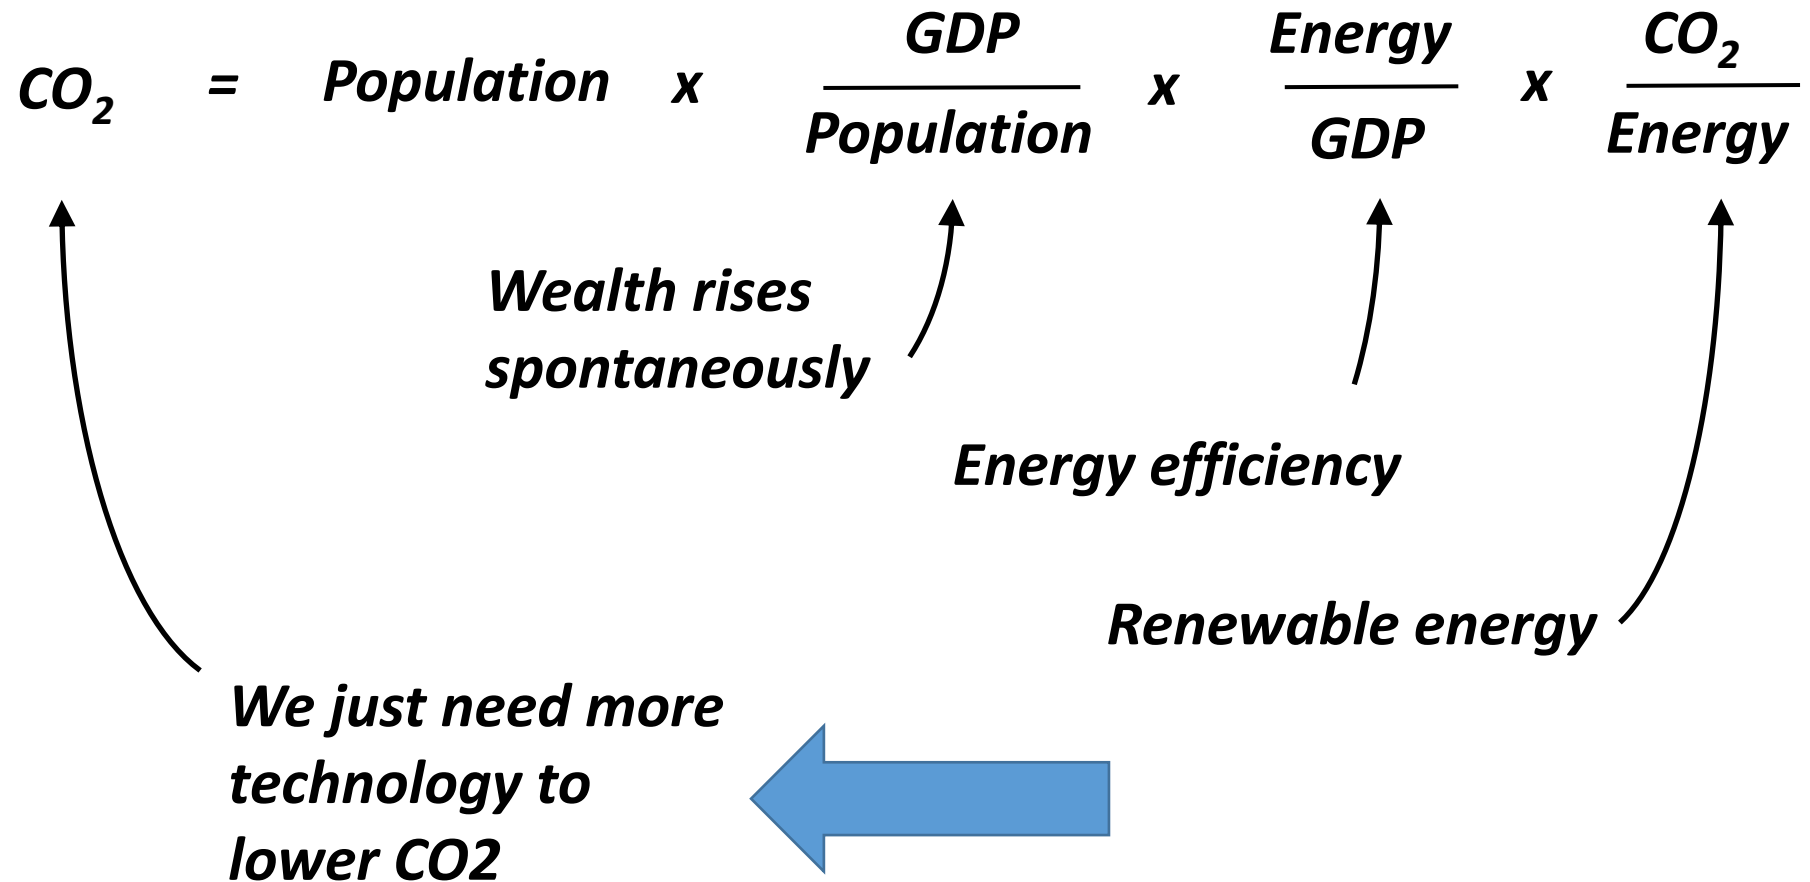 CO₂ = Population x GDP / Population x Energy / GDP x CO₂ / Energy
Wealth rises
spontaneously
Energy efficiency
Renewable energy
We just need more
technology to
lower CO2